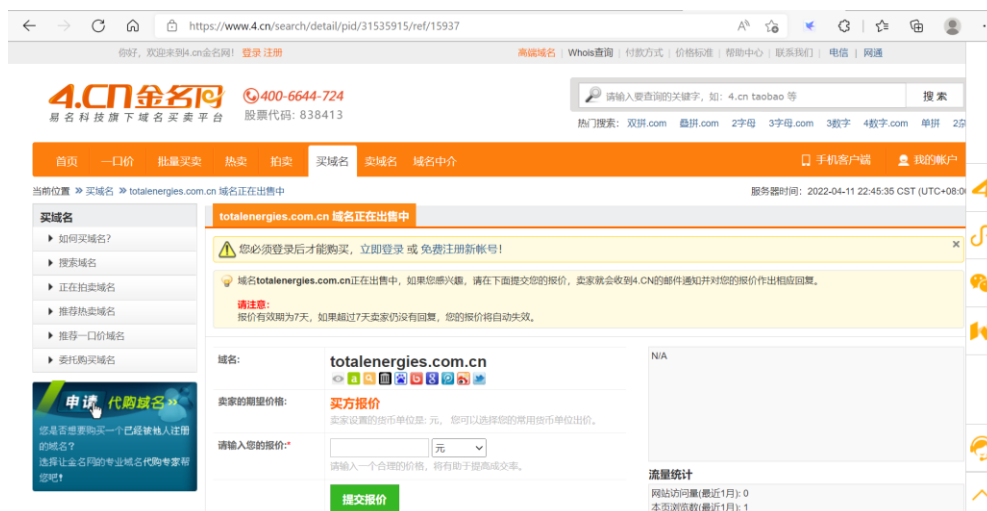 https://www.4.cn/search/detail/pid/31535915/ref/15937
你好，欢迎来到4.cn金名网! 登录 注册
高端域名 | Whois查询 | 付款方式 | 价格标准 | 帮助中心 | 联系我们 | 电信 | 网通
4.CN金名网
易名科技旗下域名买卖平台
400-6644-724
股票代码: 838413
请输入要查询的关键字, 如: 4.cn taobao 等
搜 索
热门搜索: 双拼.com 叠拼.com 2字母 3字母.com 3数字 4数字.com 单拼
首页 一口价 批量买卖 热卖 拍卖 买域名 卖域名 域名中介 手机客户端 我的帐户
当前位置 » 买域名 » totalenergies.com.cn 域名正在出售中
服务器时间: 2022-04-11 22:45:35 CST (UTC+08:00
买域名
如何买域名?
搜索域名
正在拍卖域名
推荐热卖域名
推荐一口价域名
委托购买域名
申请 代购域名»
您是否想要购买一个已经被他人注册
的域名?
选择让金名网的专业域名代购专家帮
您吧!
totalenergies.com.cn 域名正在出售中
您必须登录后才能购买, 立即登录 或 免费注册新帐号!
域名totalenergies.com.cn正在出售中, 如果您感兴趣, 请在下面提交您的报价, 卖家就会收到4.CN的邮件通知并对您的报价作出相应回复。
请注意:
报价有效期为7天, 如果超过7天卖家仍没有回复, 您的报价将自动失效。
域名:
totalenergies.com.cn
卖家的期望价格:
买方报价
卖家设置的货币单位是: 元, 您可以选择您的常用货币单位出价。
请输入您的报价:*
元
请输入一个合理的价格, 将有助于提高成交率。
提交报价
N/A
流量统计
网站访问量(最近1月): 0
本页浏览数(最近1月): 1